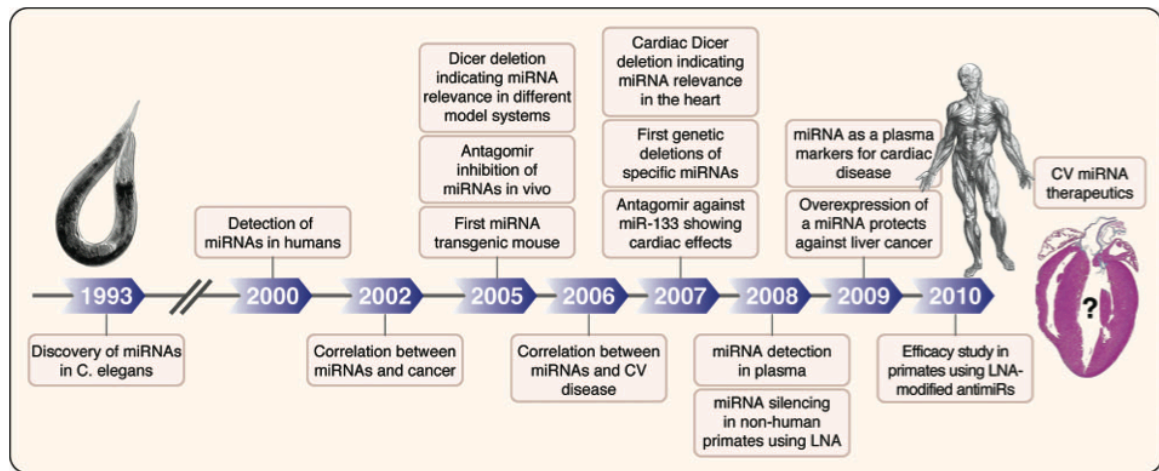 Dicer deletion
indicating miRNA
relevance in different
model systems
Antagomir
inhibition of
miRNAs in vivo
First miRNA
transgenic mouse
Cardiac Dicer
deletion indicating
miRNA relevance
in the heart
First genetic
deletions of
specific miRNAs
Antagomir against
miR-133 showing
cardiac effects
miRNA as a plasma
markers for cardiac
disease
Overexpression of
a miRNA protects
against liver cancer
CV miRNA
therapeutics
Detection of
miRNAs in humans
1993
2000
2002
2005
2006
2007
2008
2009
2010
?
Discovery of miRNAs
in C. elegans
Correlation between
miRNAs and cancer
Correlation between
miRNAs and CV
disease
miRNA detection
in plasma
miRNA silencing
in non-human
primates using LNA
Efficacy study in
primates using LNA-
modified antimiRs